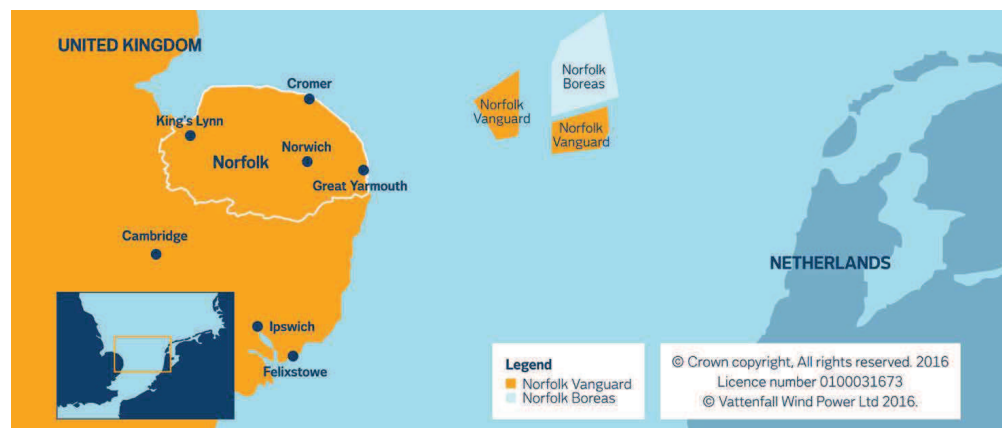 UNITED KINGDOM
Cromer
Norfolk
Boreas
Norfolk
Vanguard
King's Lynn
Norwich
Norfolk
Norfolk
Vanguard
Great Yarmouth
Cambridge
NETHERLANDS
Ipswich
Felixstowe
Legend
Norfolk Vanguard
Norfolk Boreas
© Crown copyright, All rights reserved. 2016
Licence number 0100031673
© Vattenfall Wind Power Ltd 2016.